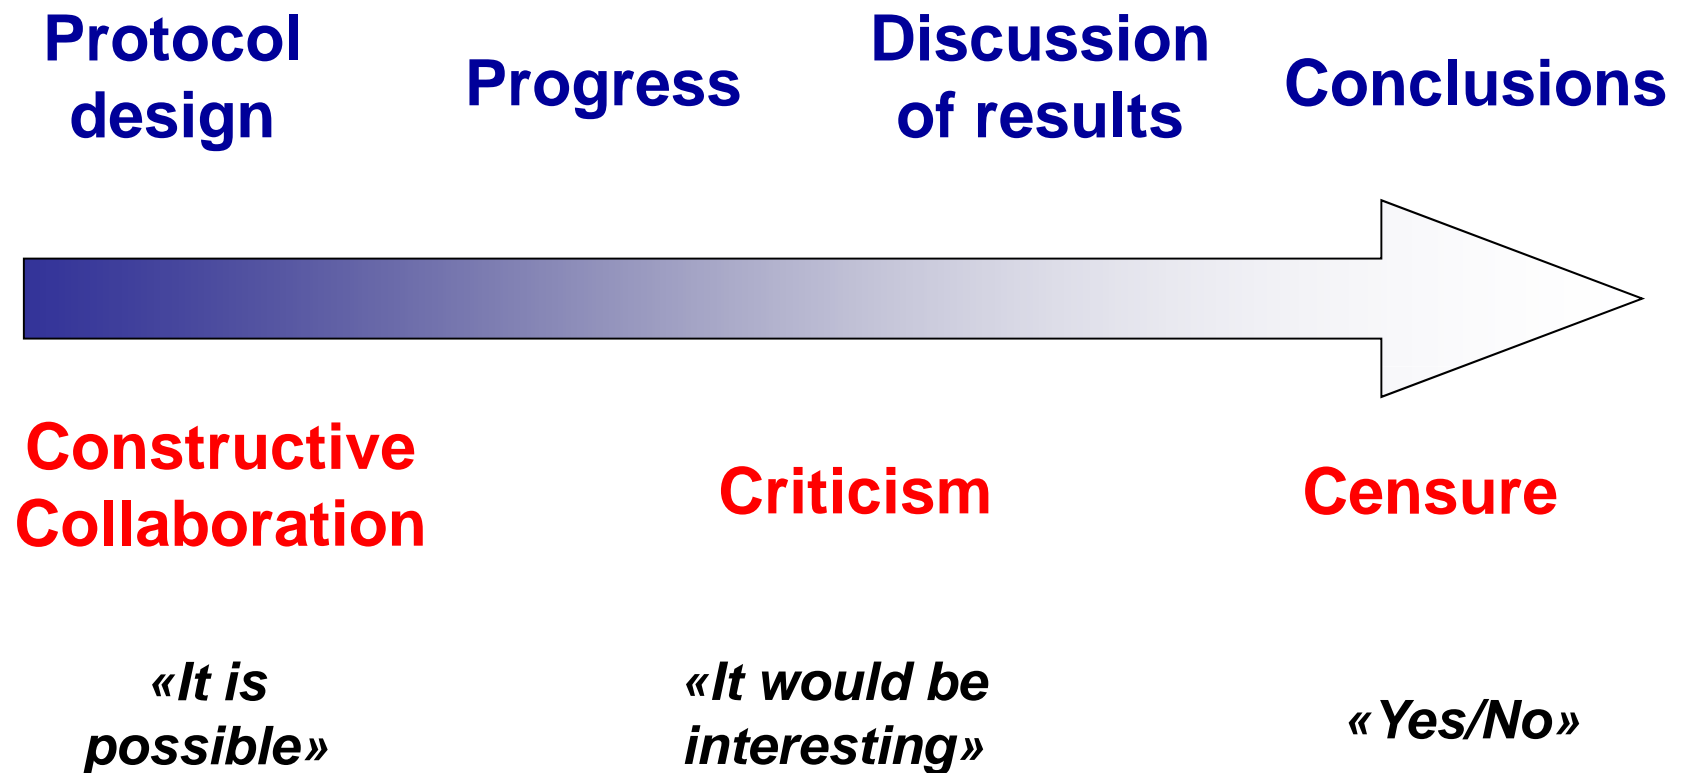 Protocol
design
Progress
Discussion
of results
Conclusions
Constructive
Collaboration
Criticism
Censure
«It is
possible»
«It would be
interesting»
«Yes/No»